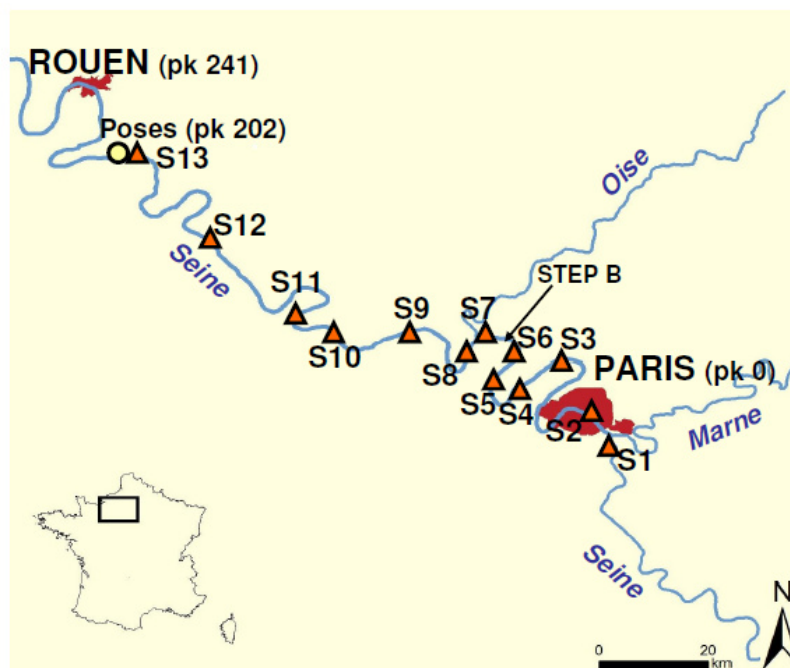 ROUEN (pk 241)
Poses (pk 202)
S13
Oise
S12
Seine
STEP B
S11
S9
S7
S6
S3
S10
S8
PARIS (pk 0)
S5
S4
S2
Marne
S1
Seine
N
0 20
km